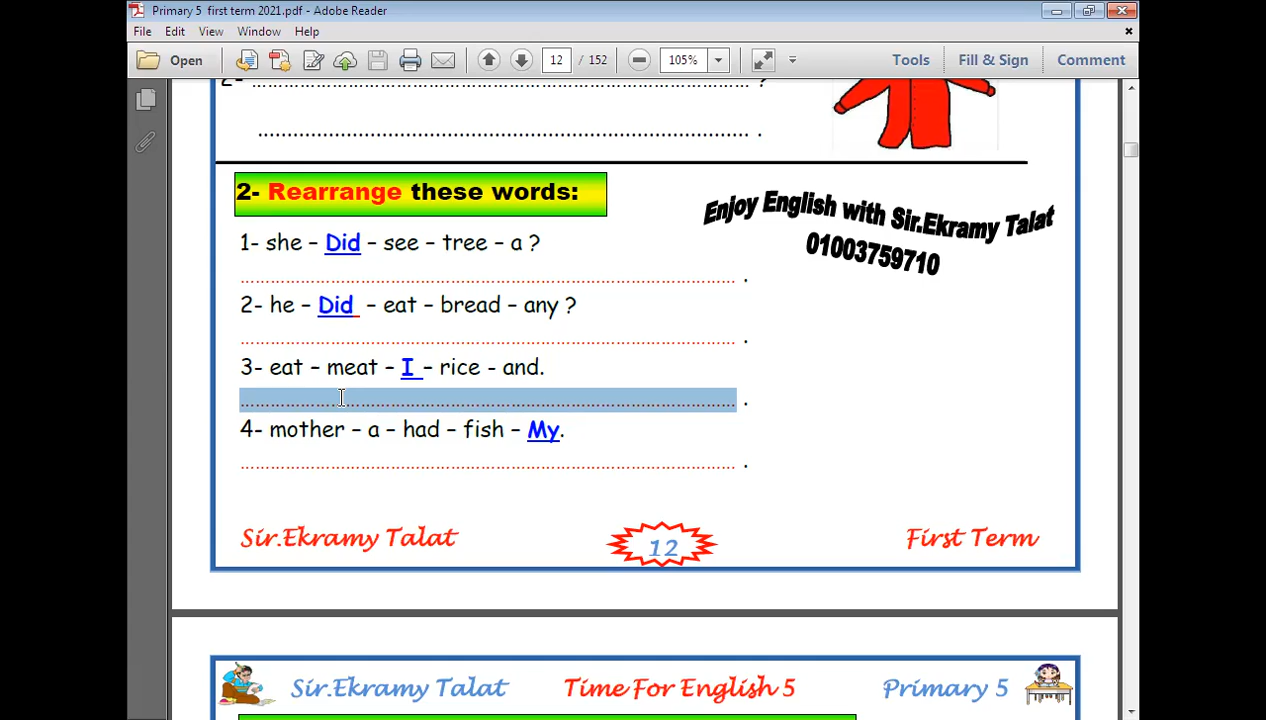 Primary 5 first term 2021.pdf - Adobe Reader
File Edit View Window Help
Open 12 / 152 105% Tools Fill & Sign Comment
................................................................................ ?
................................................................................ .
2- Rearrange these words:
Enjoy English with Sir.Ekramy Talat
01003759710
1- she – Did – see – tree – a ?
................................................................................ .
2- he – Did – eat – bread – any ?
................................................................................ .
3- eat – meat – I – rice - and.
................................................................................ .
4- mother – a – had – fish – My.
................................................................................ .
Sir.Ekramy Talat 12 First Term
Sir.Ekramy Talat Time For English 5 Primary 5